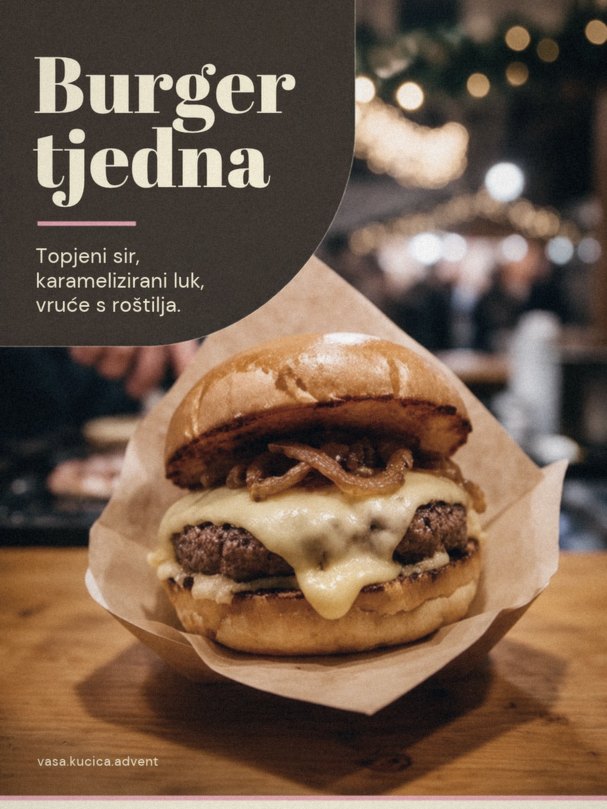 Burger
tjedna
Topjeni sir,
karamelizirani luk,
vruće s roštilja.
vasa.kucica.advent